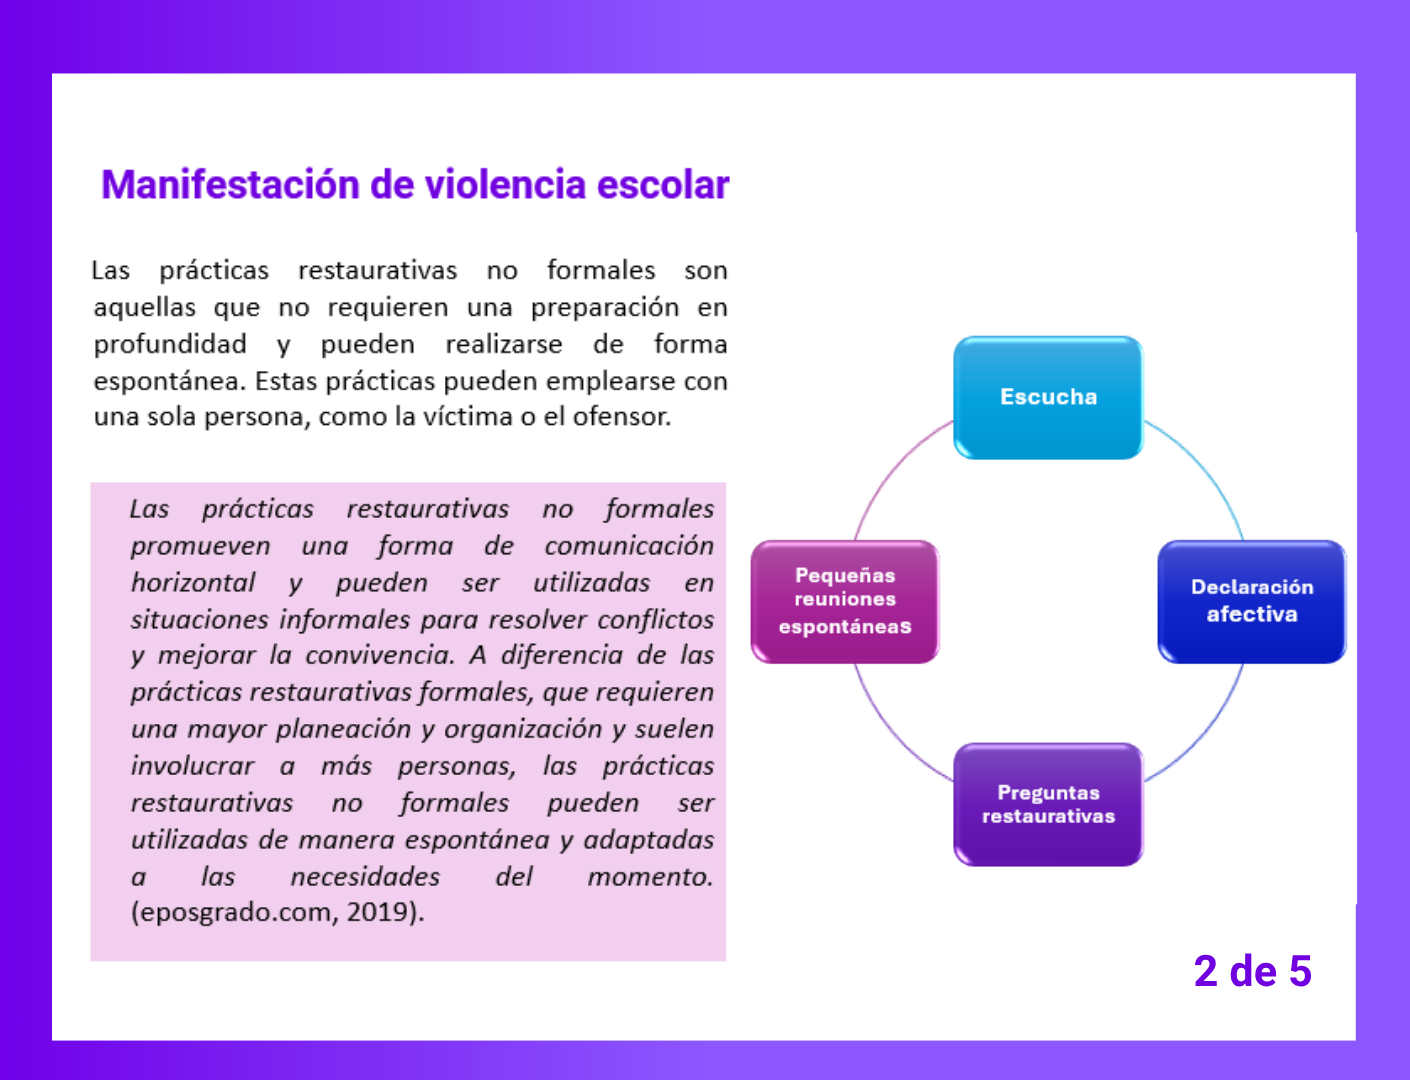 Manifestación de violencia escolar
Las prácticas restaurativas no formales son
aquellas que no requieren una preparación en
profundidad y pueden realizarse de forma
espontánea. Estas prácticas pueden emplearse con
una sola persona, como la víctima o el ofensor.
Las prácticas restaurativas no formales
promueven una forma de comunicación
horizontal y pueden ser utilizadas en
situaciones informales para resolver conflictos
y mejorar la convivencia. A diferencia de las
prácticas restaurativas formales, que requieren
una mayor planeación y organización y suelen
involucrar a más personas, las prácticas
restaurativas no formales pueden ser
utilizadas de manera espontánea y adaptadas
a las necesidades del momento.
(eposgrado.com, 2019).
Escucha
Declaración
afectiva
Preguntas
restaurativas
Pequeñas
reuniones
espontáneas
2 de 5